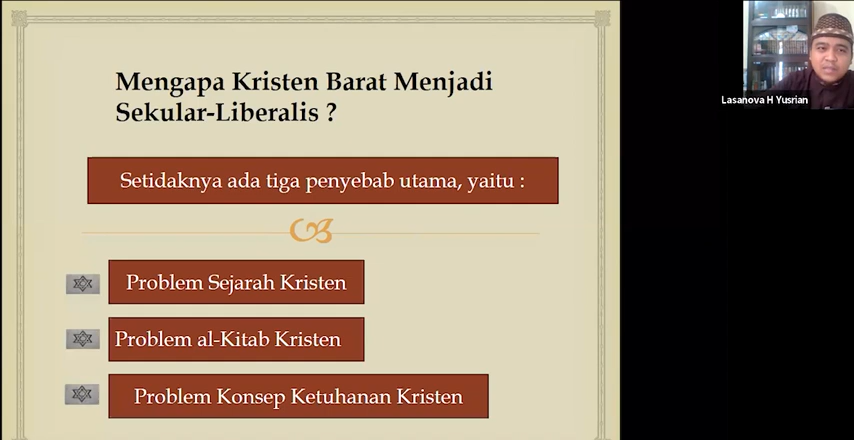 Mengapa Kristen Barat Menjadi
Sekular-Liberalis ?
Setidaknya ada tiga penyebab utama, yaitu :
Problem Sejarah Kristen
Problem al-Kitab Kristen
Problem Konsep Ketuhanan Kristen
Lasanova H Yusrian